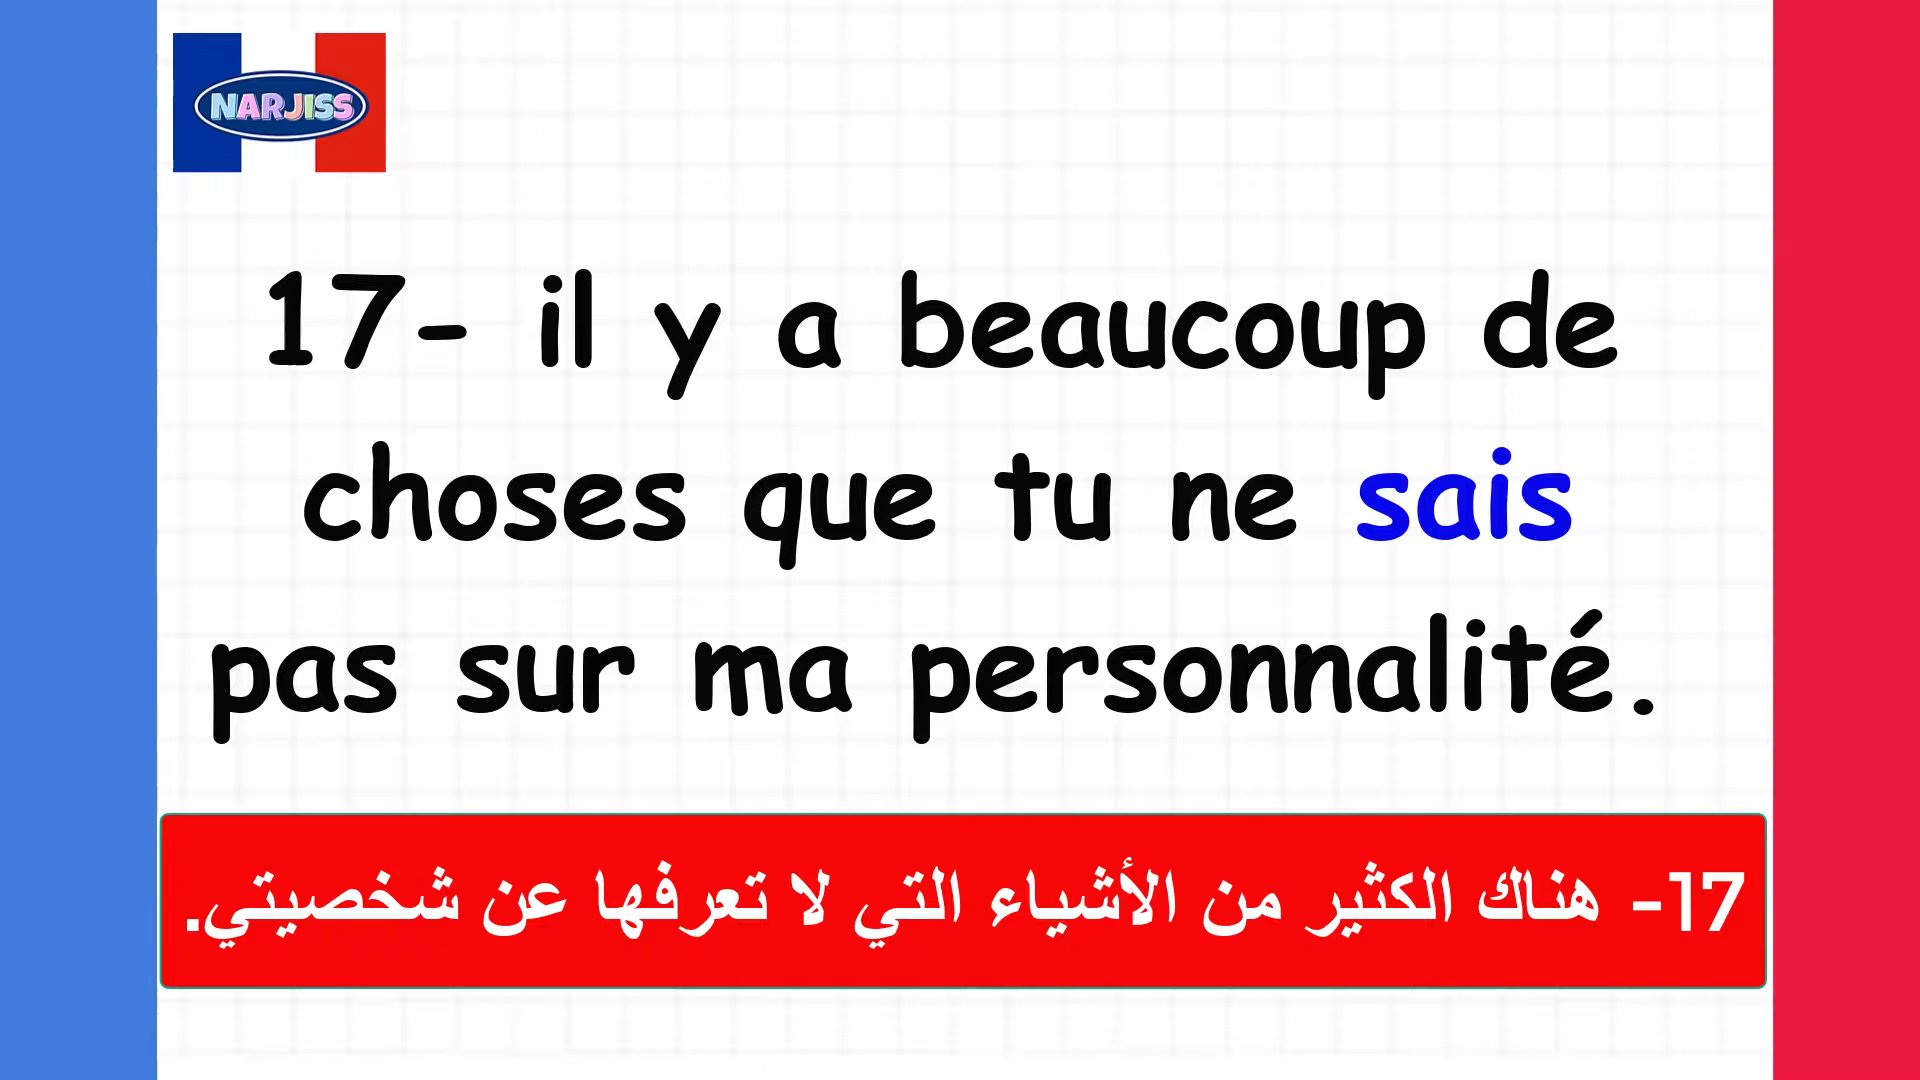 NARJISS
17- il y a beaucoup de
choses que tu ne sais
pas sur ma personnalité.
17- هناك الكثير من الأشياء التي لا تعرفها عن شخصيتي.